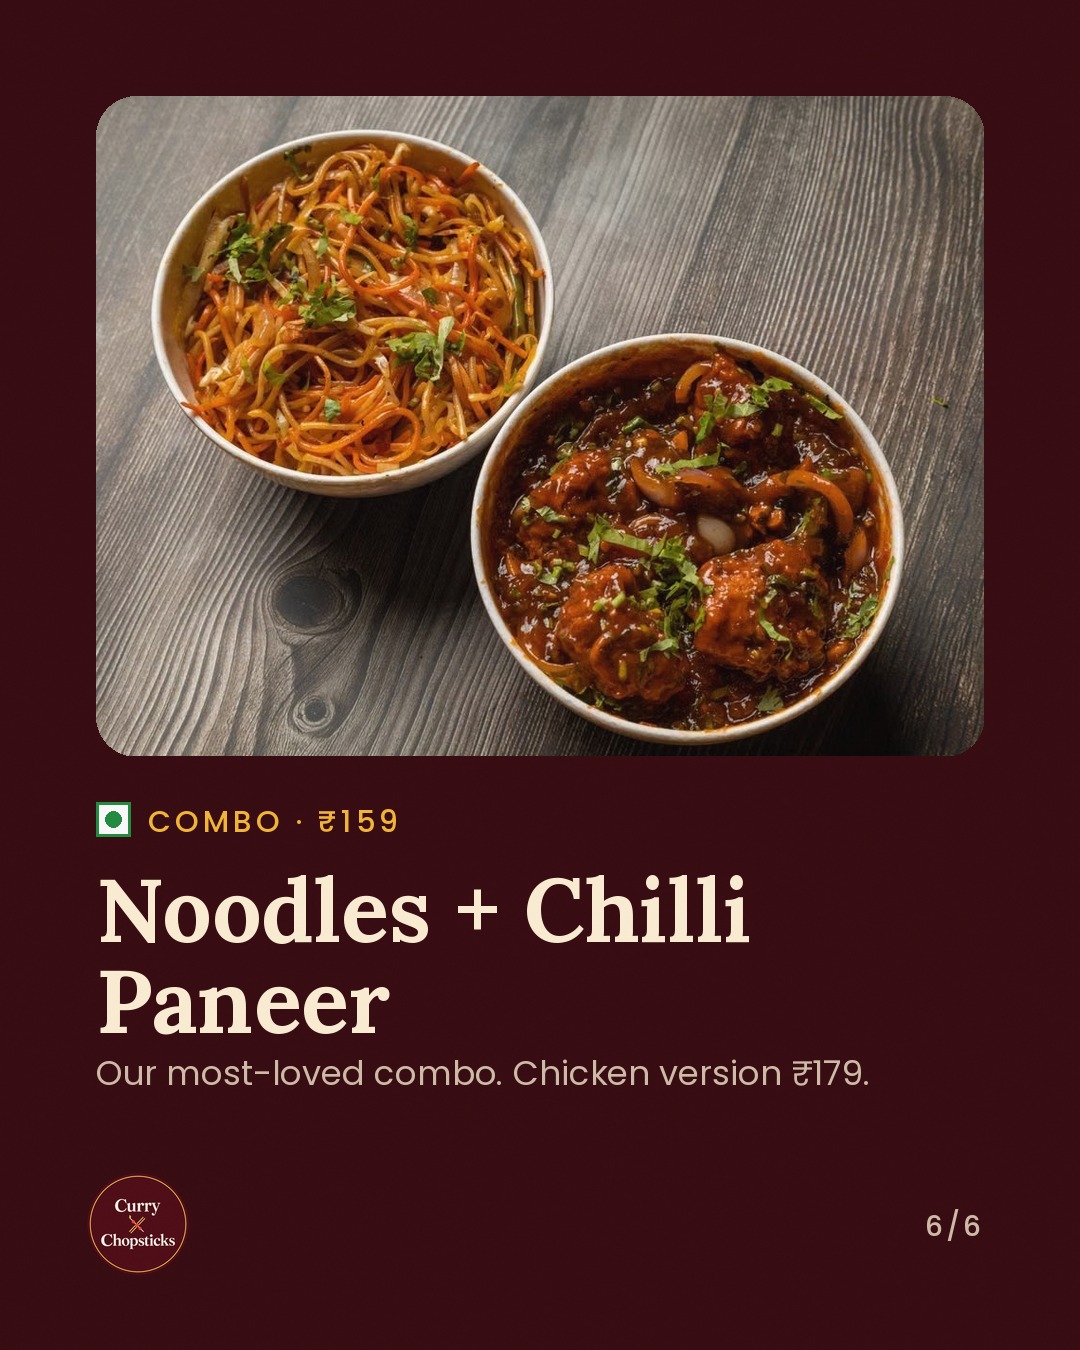 COMBO · ₹159
Noodles + Chilli
Paneer
Our most-loved combo. Chicken version ₹179.
Curry
Chopsticks
6/6